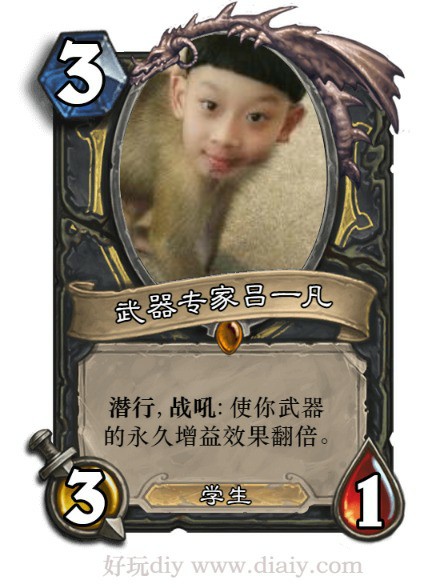 3
武器专家吕一凡
潜行, 战吼: 使你武器
的永久增益效果翻倍。
3
学生
1
好玩diy www.diaiy.com